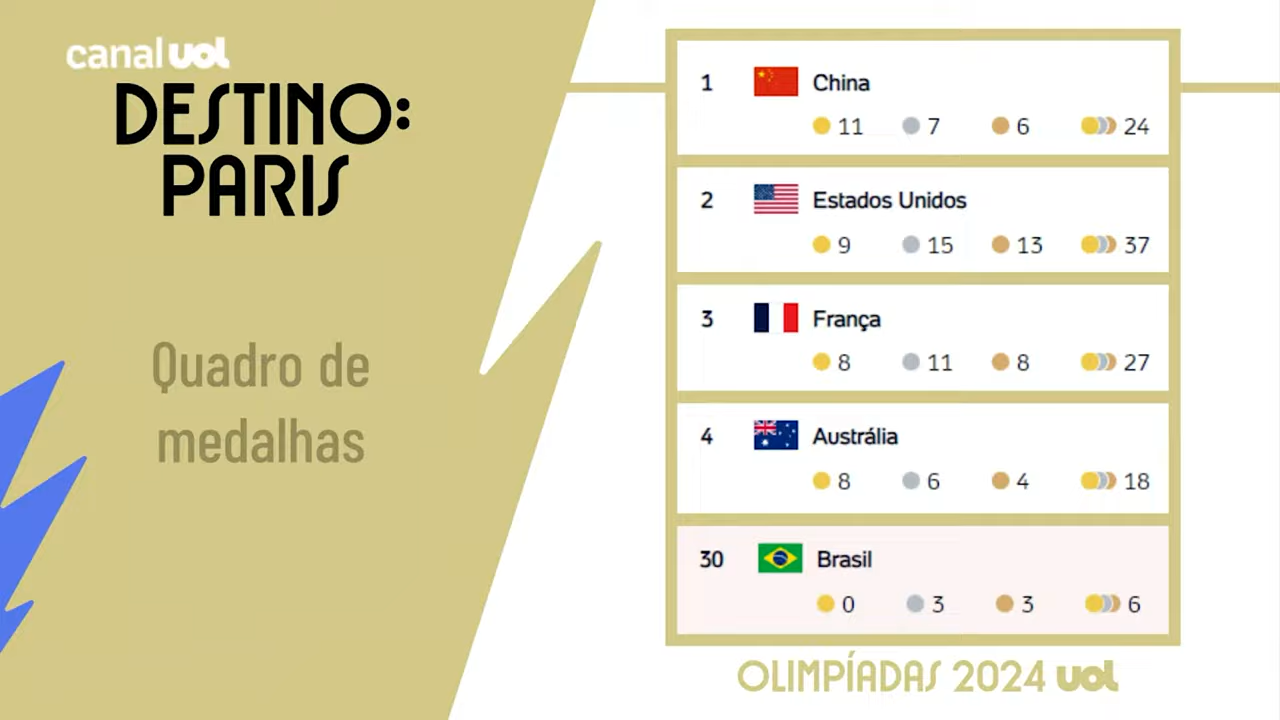 canal uol
DESTINO:
PARIS
Quadro de
medalhas
1 China
11 7 6 24
2 Estados Unidos
9 15 13 37
3 França
8 11 8 27
4 Austrália
8 6 4 18
30 Brasil
0 3 3 6
OLIMPÍADAS 2024 uol